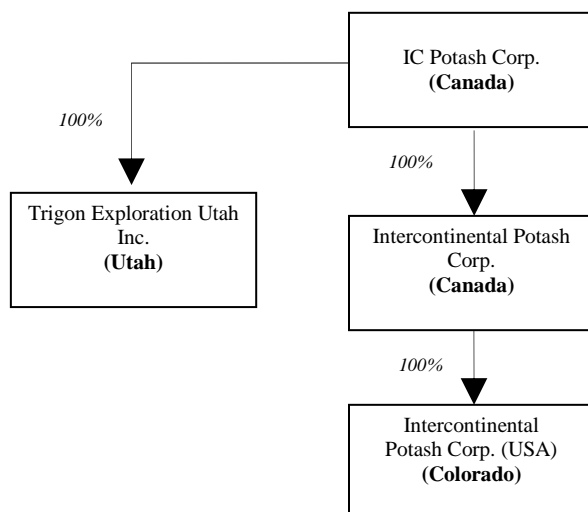 IC Potash Corp.
(Canada)
100%
100%
Trigon Exploration Utah
Inc.
(Utah)
Intercontinental Potash
Corp.
(Canada)
100%
Intercontinental
Potash Corp. (USA)
(Colorado)